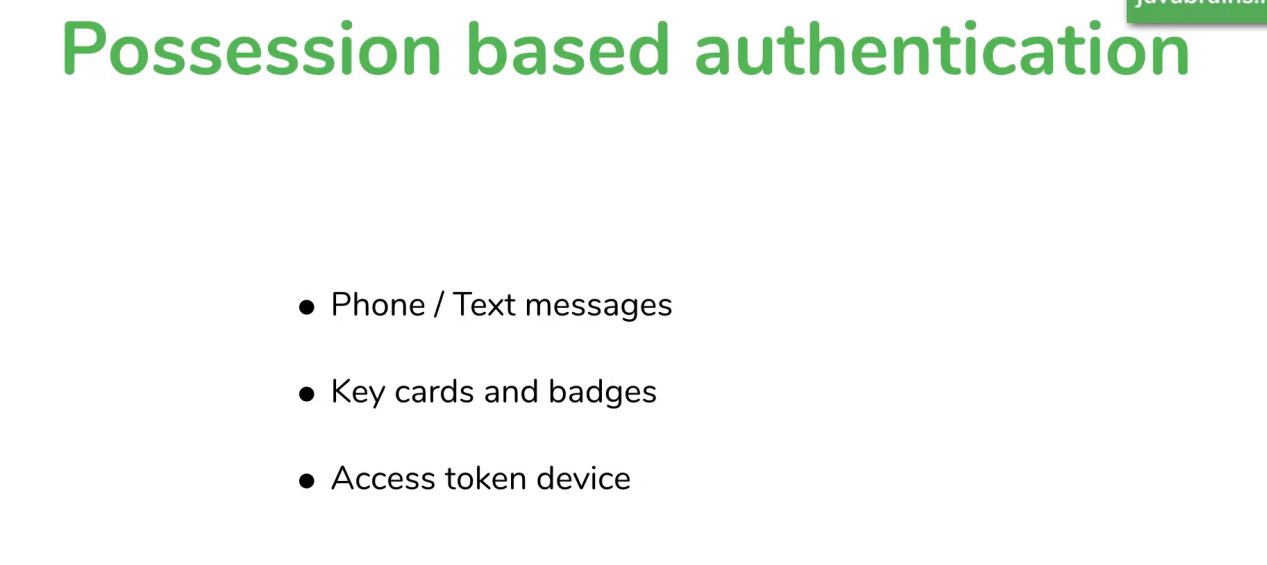 Possession based authentication
Phone / Text messages
Key cards and badges
Access token device